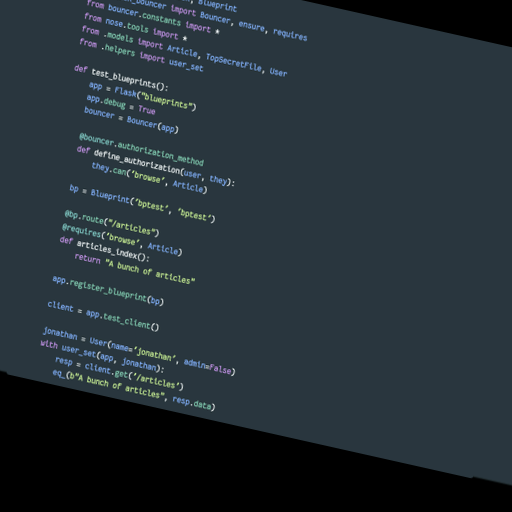 Blueprint
import Bouncer, ensure, requires
from bouncer.constants import *
from nose.tools import *
from .models import Article, TopSecretFile, User
from .helpers import user_set
def test_blueprints():
app = Flask("blueprints")
app.debug = True
bouncer = Bouncer(app)
@bouncer.authorization_method
def define_authorization(user, they):
they.can('browse', Article)
bp = Blueprint('bptest', 'bptest')
@bp.route("/articles")
@requires('browse', Article)
def articles_index():
return "A bunch of articles"
app.register_blueprint(bp)
client = app.test_client()
jonathan = User(name='jonathan', admin=False)
with user_set(app, jonathan):
resp = client.get('/articles')
eq_(b"A bunch of articles", resp.data)